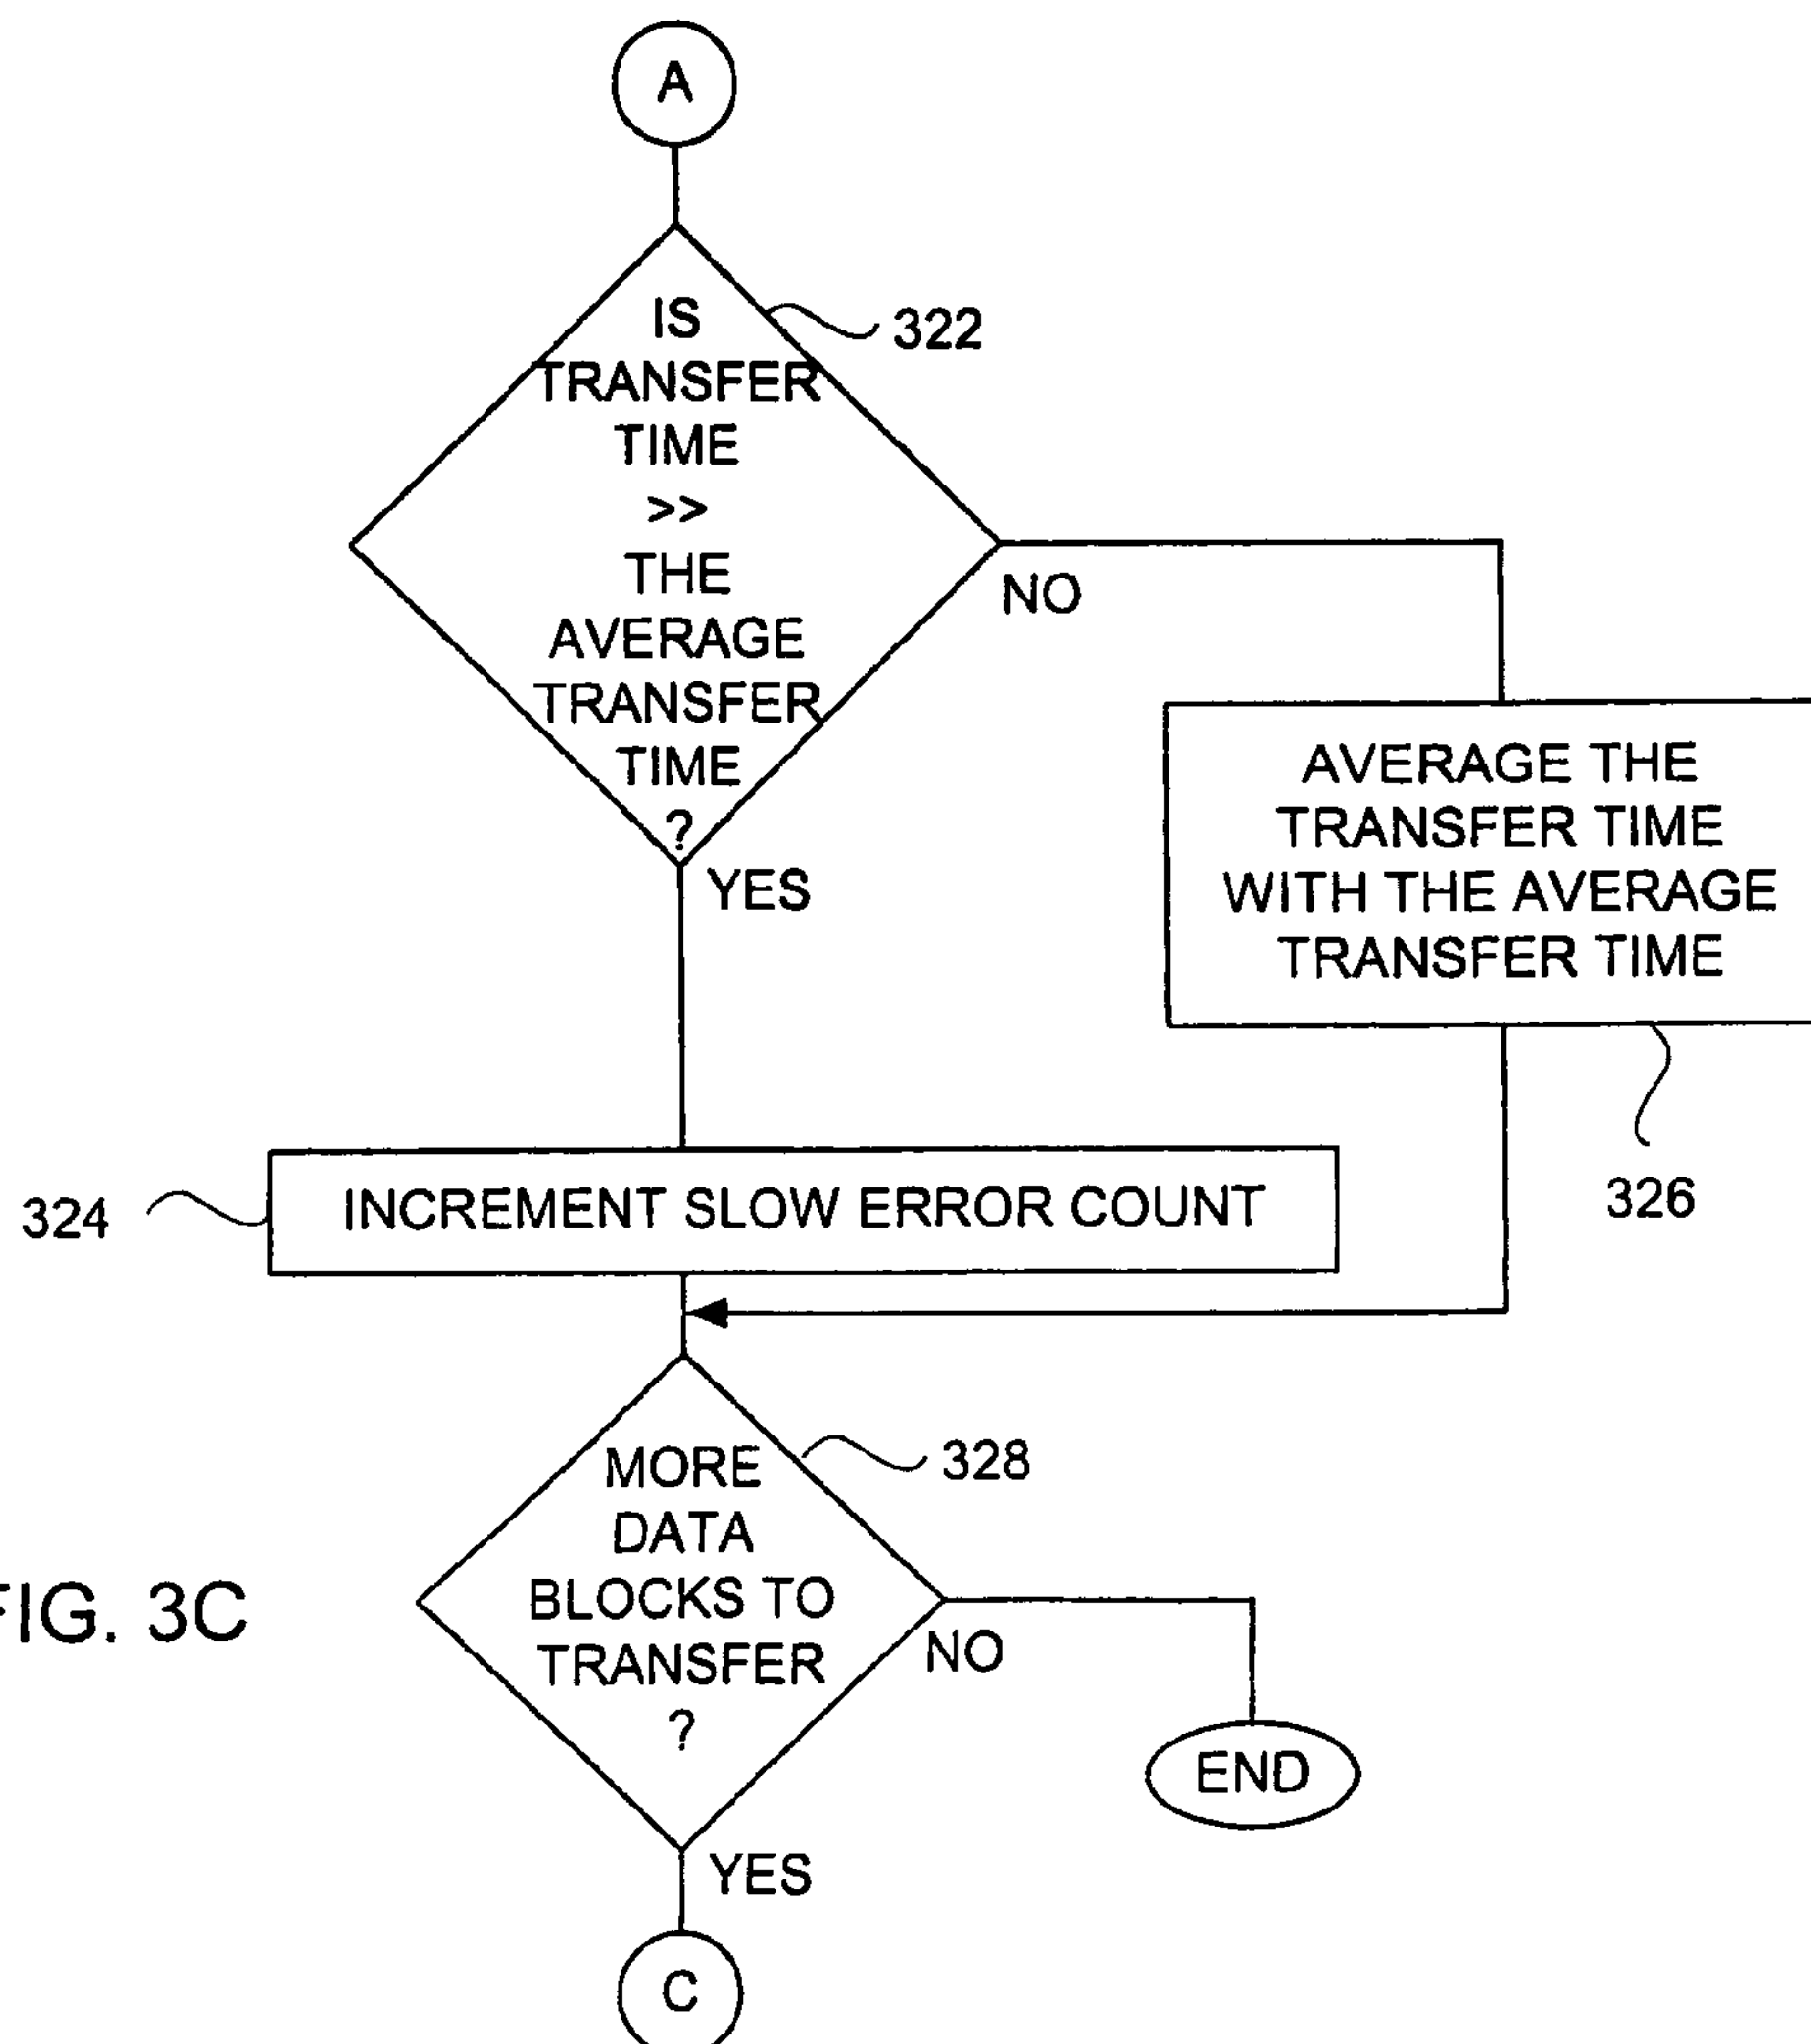 A
IS
TRANSFER
TIME
>>
THE
AVERAGE
TRANSFER
TIME
?
322
NO
YES
AVERAGE THE
TRANSFER TIME
WITH THE AVERAGE
TRANSFER TIME
326
324
INCREMENT SLOW ERROR COUNT
MORE
DATA
BLOCKS TO
TRANSFER
?
328
NO
YES
END
C
FIG. 3C